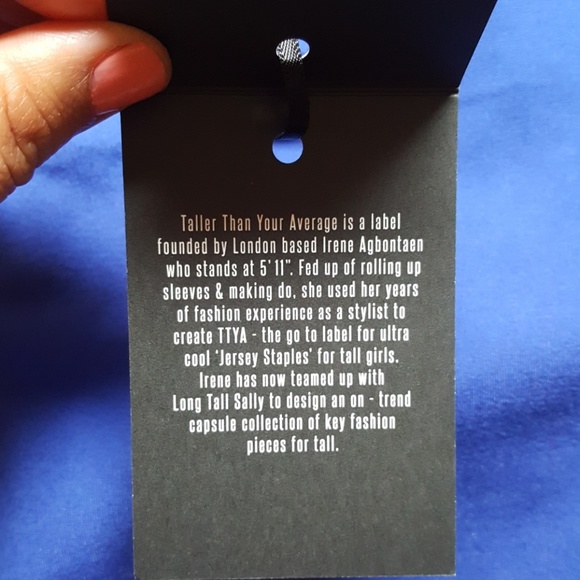 Taller Than Your Average is a label
founded by London based Irene Agbontaen
who stands at 5'11". Fed up of rolling up
sleeves & making do, she used her years
of fashion experience as a stylist to
create TTYA - the go to label for ultra
cool 'Jersey Staples' for tall girls.
Irene has now teamed up with
Long Tall Sally to design an on - trend
capsule collection of key fashion
pieces for tall.